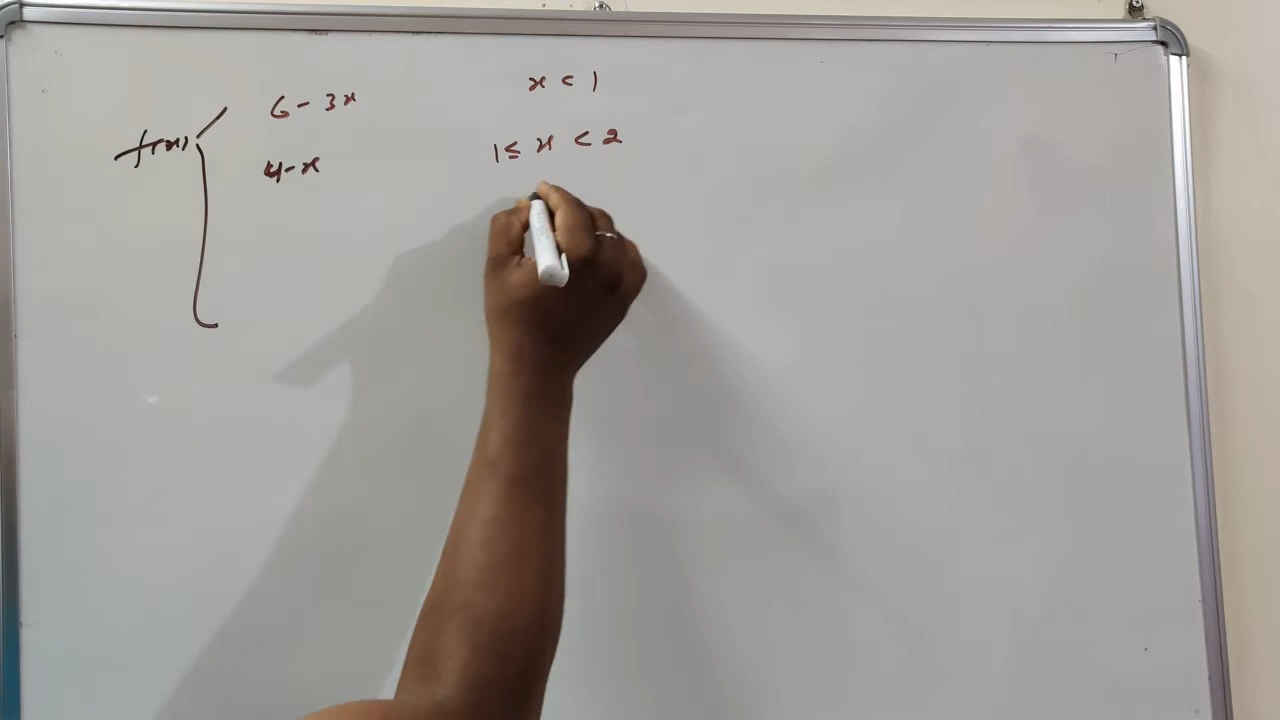 6-3x x < 1
f(x)
4-x 1 ≤ x < 2